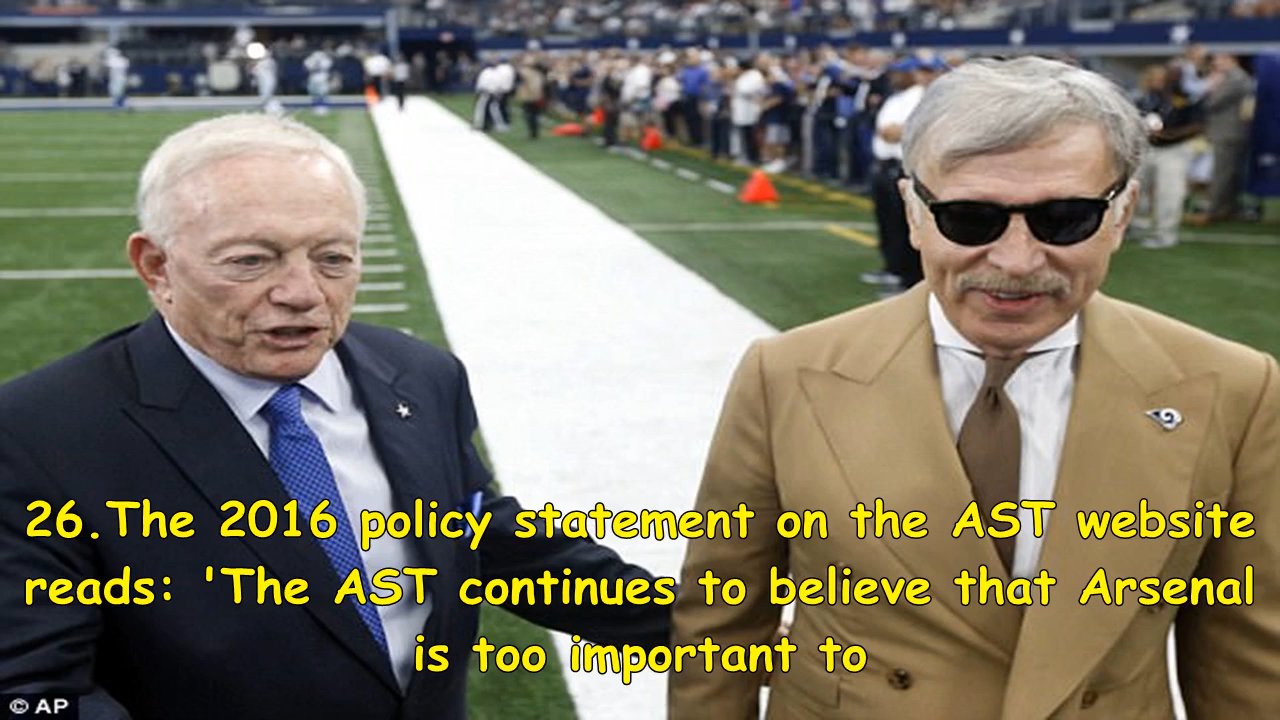 26.The 2016 policy statement on the AST website
reads: 'The AST continues to believe that Arsenal
is too important to
© AP